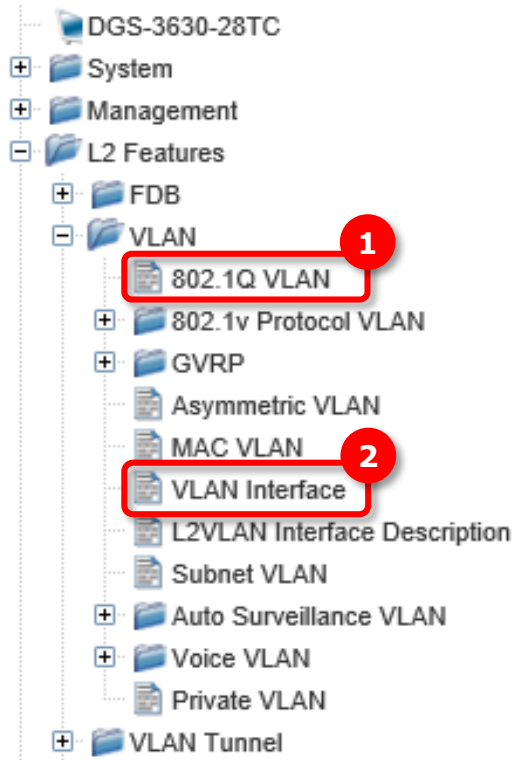 DGS-3630-28TC
System
Management
L2 Features
FDB
VLAN
1
802.1Q VLAN
802.1v Protocol VLAN
GVRP
Asymmetric VLAN
MAC VLAN
2
VLAN Interface
L2VLAN Interface Description
Subnet VLAN
Auto Surveillance VLAN
Voice VLAN
Private VLAN
VLAN Tunnel